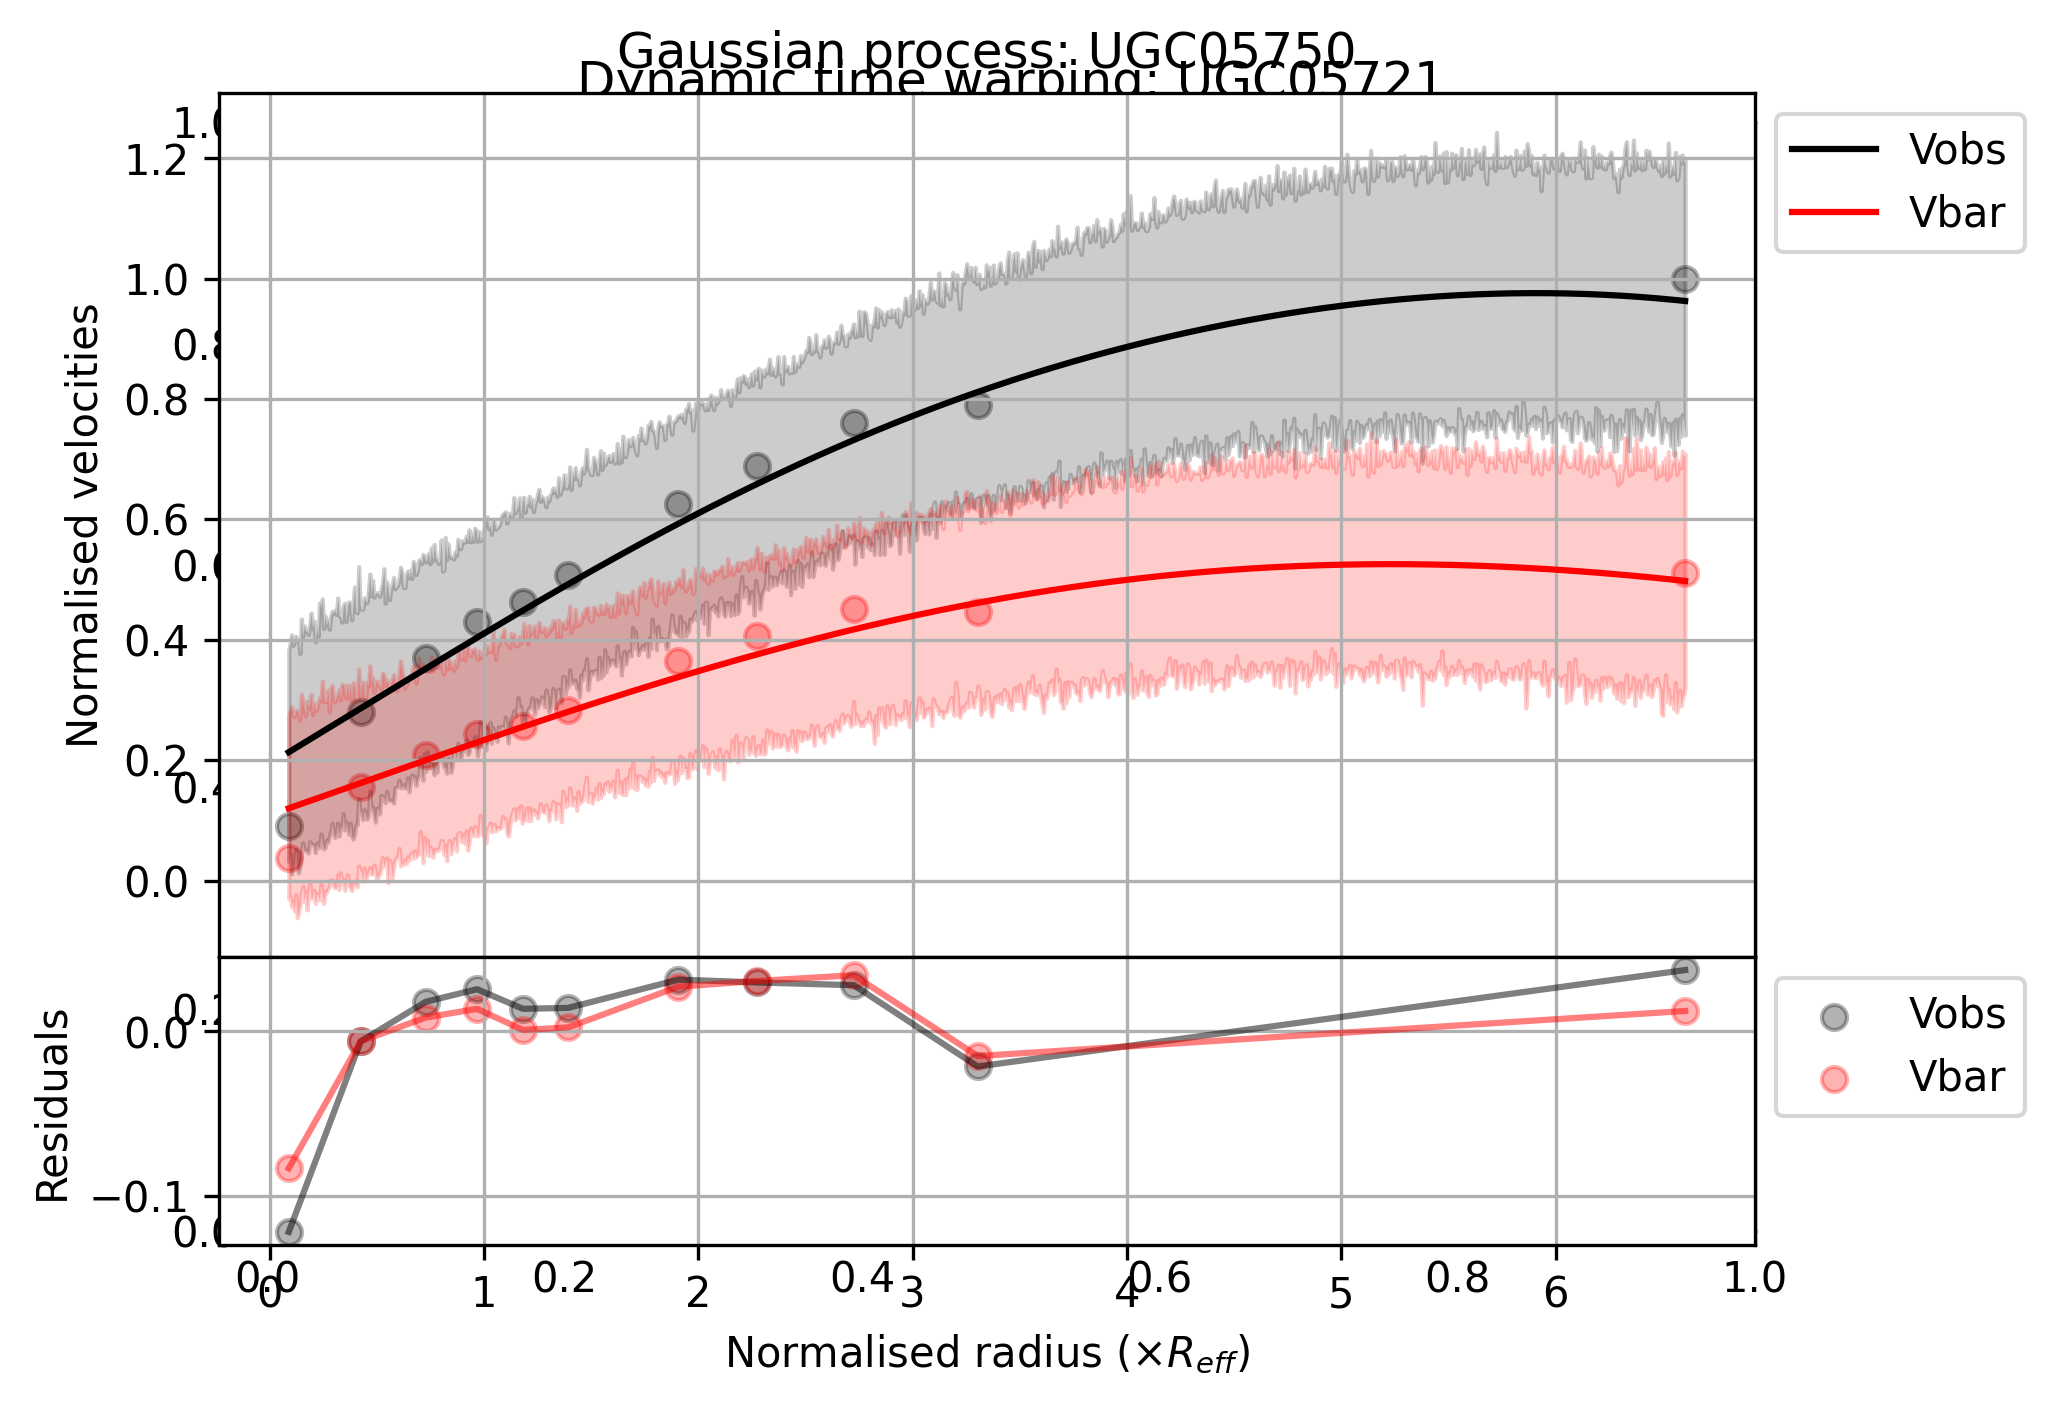 Gaussian process: UGC05750
Dynamic time warping: UGC05721
Normalised velocities
1.2
1.0
0.8
0.6
0.4
0.2
0.0
Vobs
Vbar
Residuals
0.0
−0.1
Vobs
Vbar
0.0 0.2 0.4 0.6 0.8 1.0
0 1 2 3 4 5 6
Normalised radius (×R_eff)